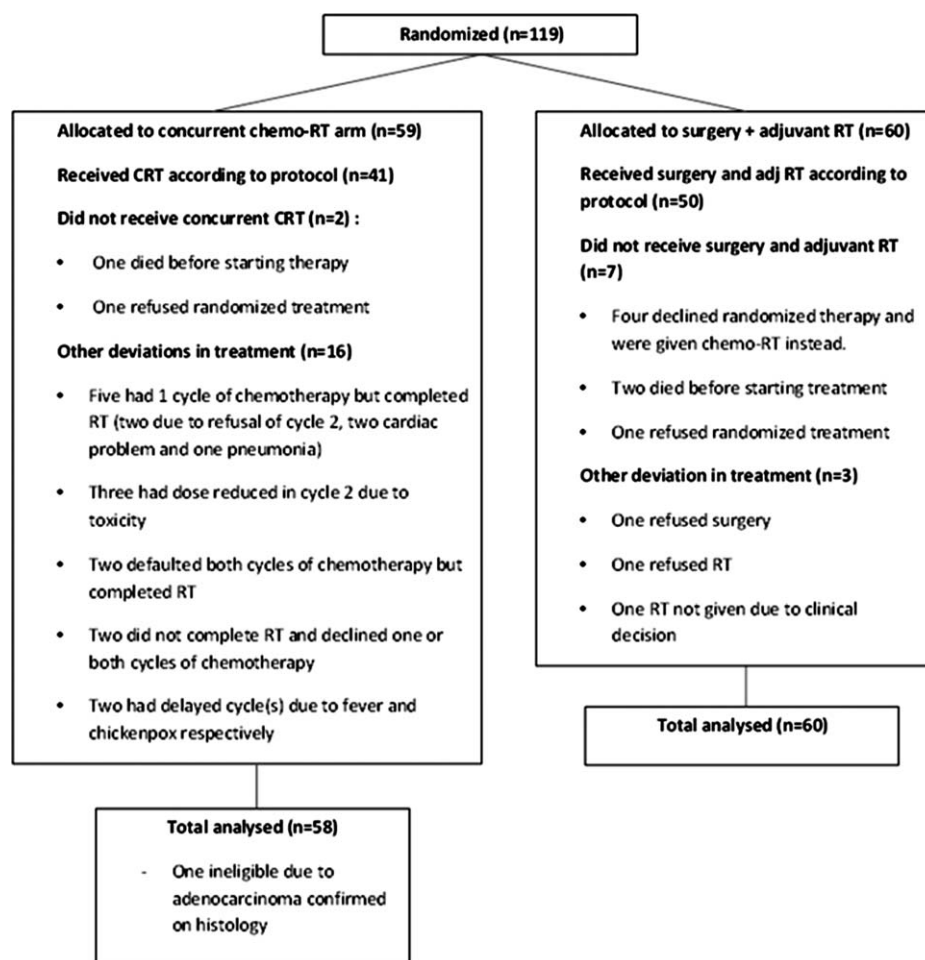 Randomized (n=119)
Allocated to concurrent chemo-RT arm (n=59)
Received CRT according to protocol (n=41)
Did not receive concurrent CRT (n=2) :
• One died before starting therapy
• One refused randomized treatment
Other deviations in treatment (n=16)
• Five had 1 cycle of chemotherapy but completed
RT (two due to refusal of cycle 2, two cardiac
problem and one pneumonia)
• Three had dose reduced in cycle 2 due to
toxicity
• Two defaulted both cycles of chemotherapy but
completed RT
• Two did not complete RT and declined one or
both cycles of chemotherapy
• Two had delayed cycle(s) due to fever and
chickenpox respectively
Total analysed (n=58)
- One ineligible due to
adenocarcinoma confirmed
on histology
Allocated to surgery + adjuvant RT (n=60)
Received surgery and adj RT according to
protocol (n=50)
Did not receive surgery and adjuvant RT
(n=7)
• Four declined randomized therapy and
were given chemo-RT instead.
• Two died before starting treatment
• One refused randomized treatment
Other deviation in treatment (n=3)
• One refused surgery
• One refused RT
• One RT not given due to clinical
decision
Total analysed (n=60)